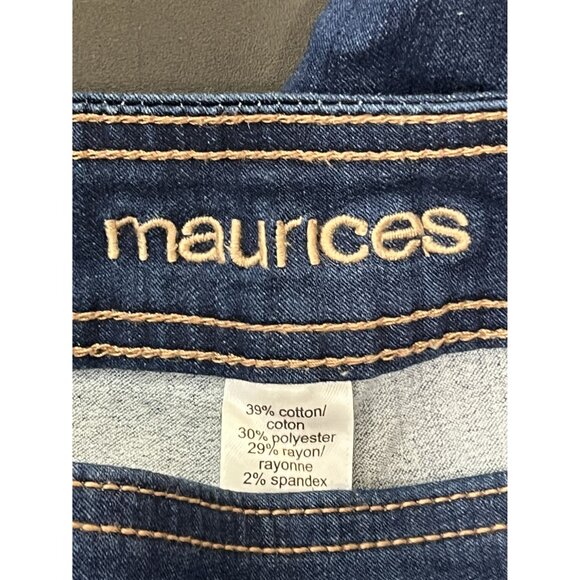 maurices
39% cotton/
coton
30% polyester
29% rayon/
rayonne
2% spandex